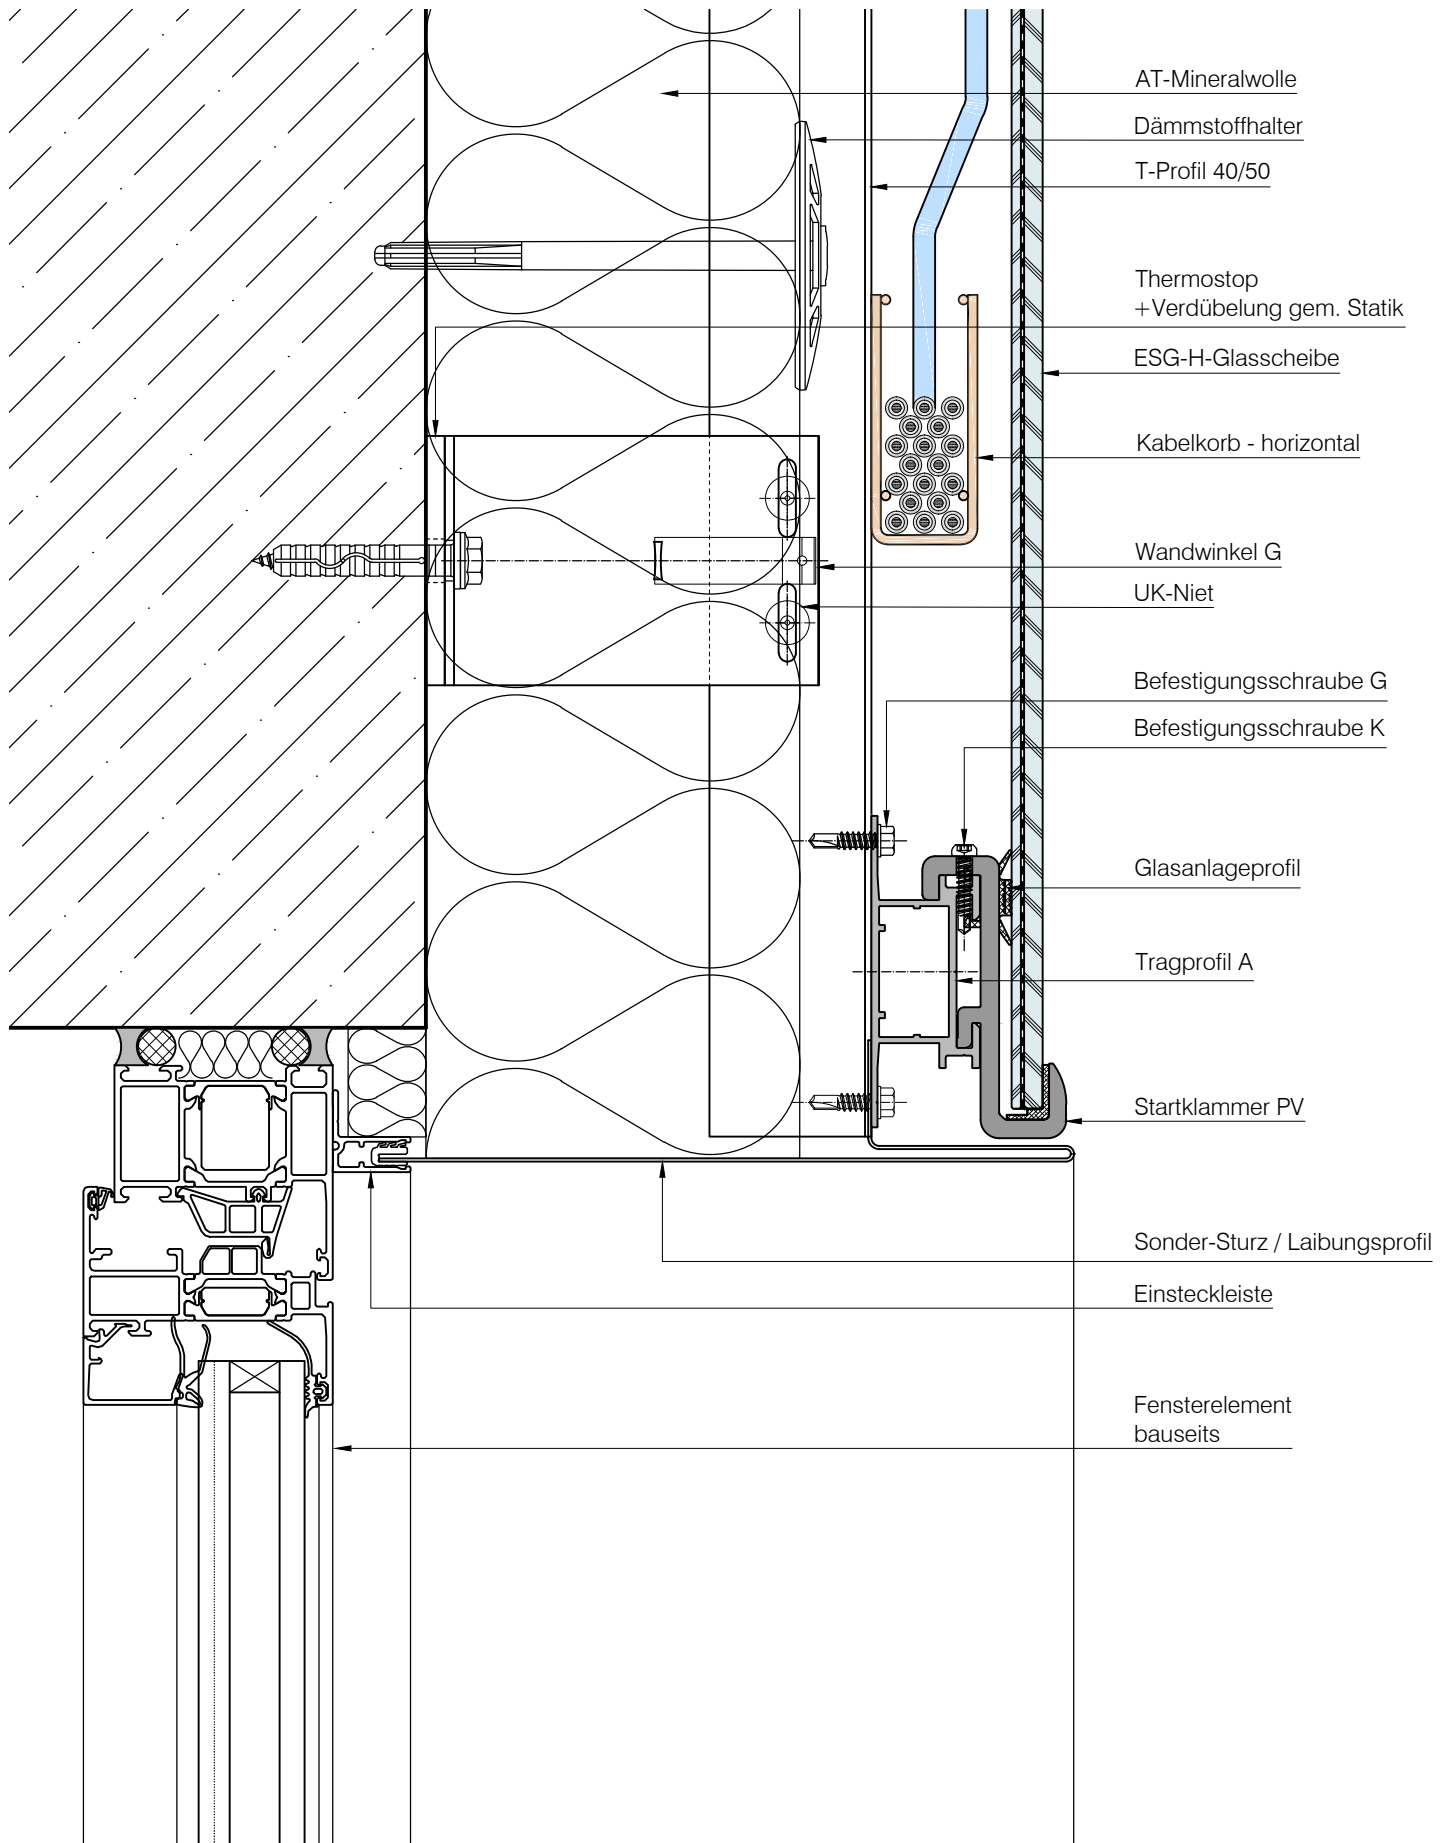 AT-Mineralwolle
Dämmstoffhalter
T-Profil 40/50
Thermostop
+Verdübelung gem. Statik
ESG-H-Glasscheibe
Kabelkorb - horizontal
Wandwinkel G
UK-Niet
Befestigungsschraube G
Befestigungsschraube K
Glasanlageprofil
Tragprofil A
Startklammer PV
Sonder-Sturz / Laibungsprofil
Einsteckleiste
Fensterelement
bauseits